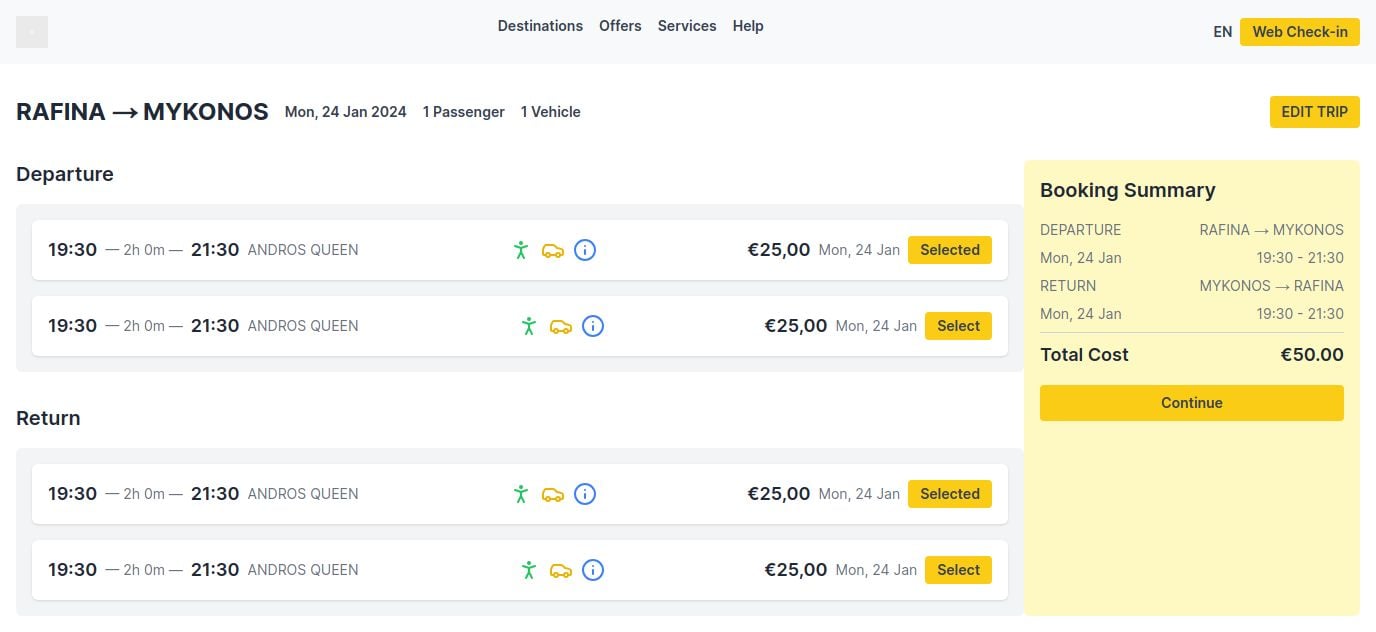 Destinations Offers Services Help EN Web Check-in
RAFINA → MYKONOS Mon, 24 Jan 2024 1 Passenger 1 Vehicle EDIT TRIP
Departure
19:30 — 2h 0m — 21:30 ANDROS QUEEN €25,00 Mon, 24 Jan Selected
19:30 — 2h 0m — 21:30 ANDROS QUEEN €25,00 Mon, 24 Jan Select
Return
19:30 — 2h 0m — 21:30 ANDROS QUEEN €25,00 Mon, 24 Jan Selected
19:30 — 2h 0m — 21:30 ANDROS QUEEN €25,00 Mon, 24 Jan Select
Booking Summary
DEPARTURE RAFINA → MYKONOS
Mon, 24 Jan 19:30 - 21:30
RETURN MYKONOS → RAFINA
Mon, 24 Jan 19:30 - 21:30
Total Cost €50.00
Continue